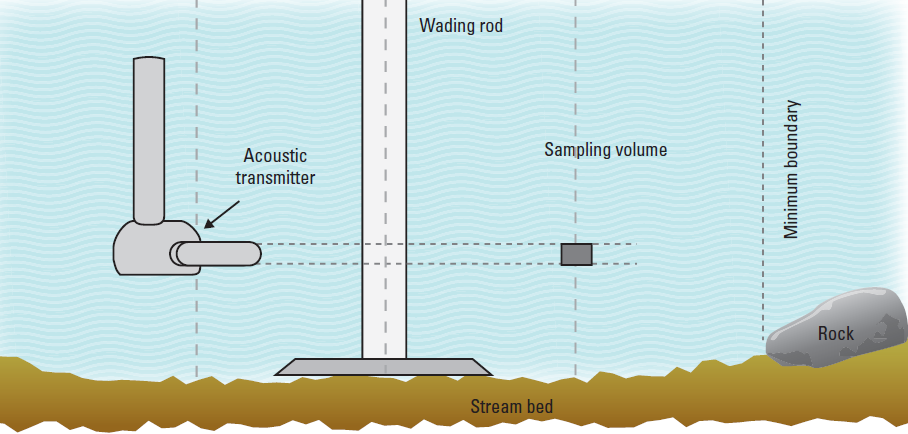 Wading rod
Acoustic
transmitter
Sampling volume
Minimum boundary
Rock
Stream bed